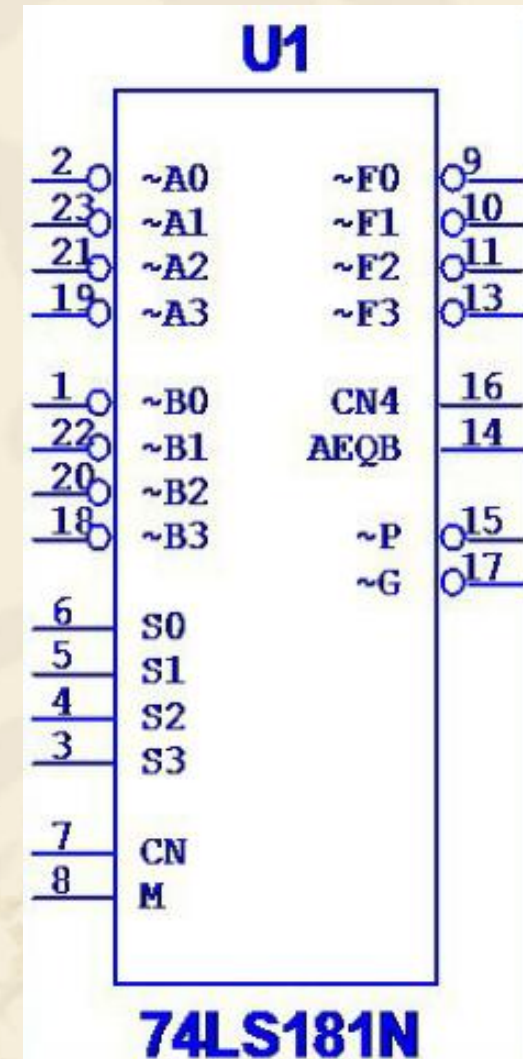 U1
2 ~A0 ~F0 9
23 ~A1 ~F1 10
21 ~A2 ~F2 11
19 ~A3 ~F3 13
1 ~B0 CN4 16
22 ~B1 AEQB 14
20 ~B2
18 ~B3 ~P 15
~G 17
6 S0
5 S1
4 S2
3 S3
7 CN
8 M
74LS181N